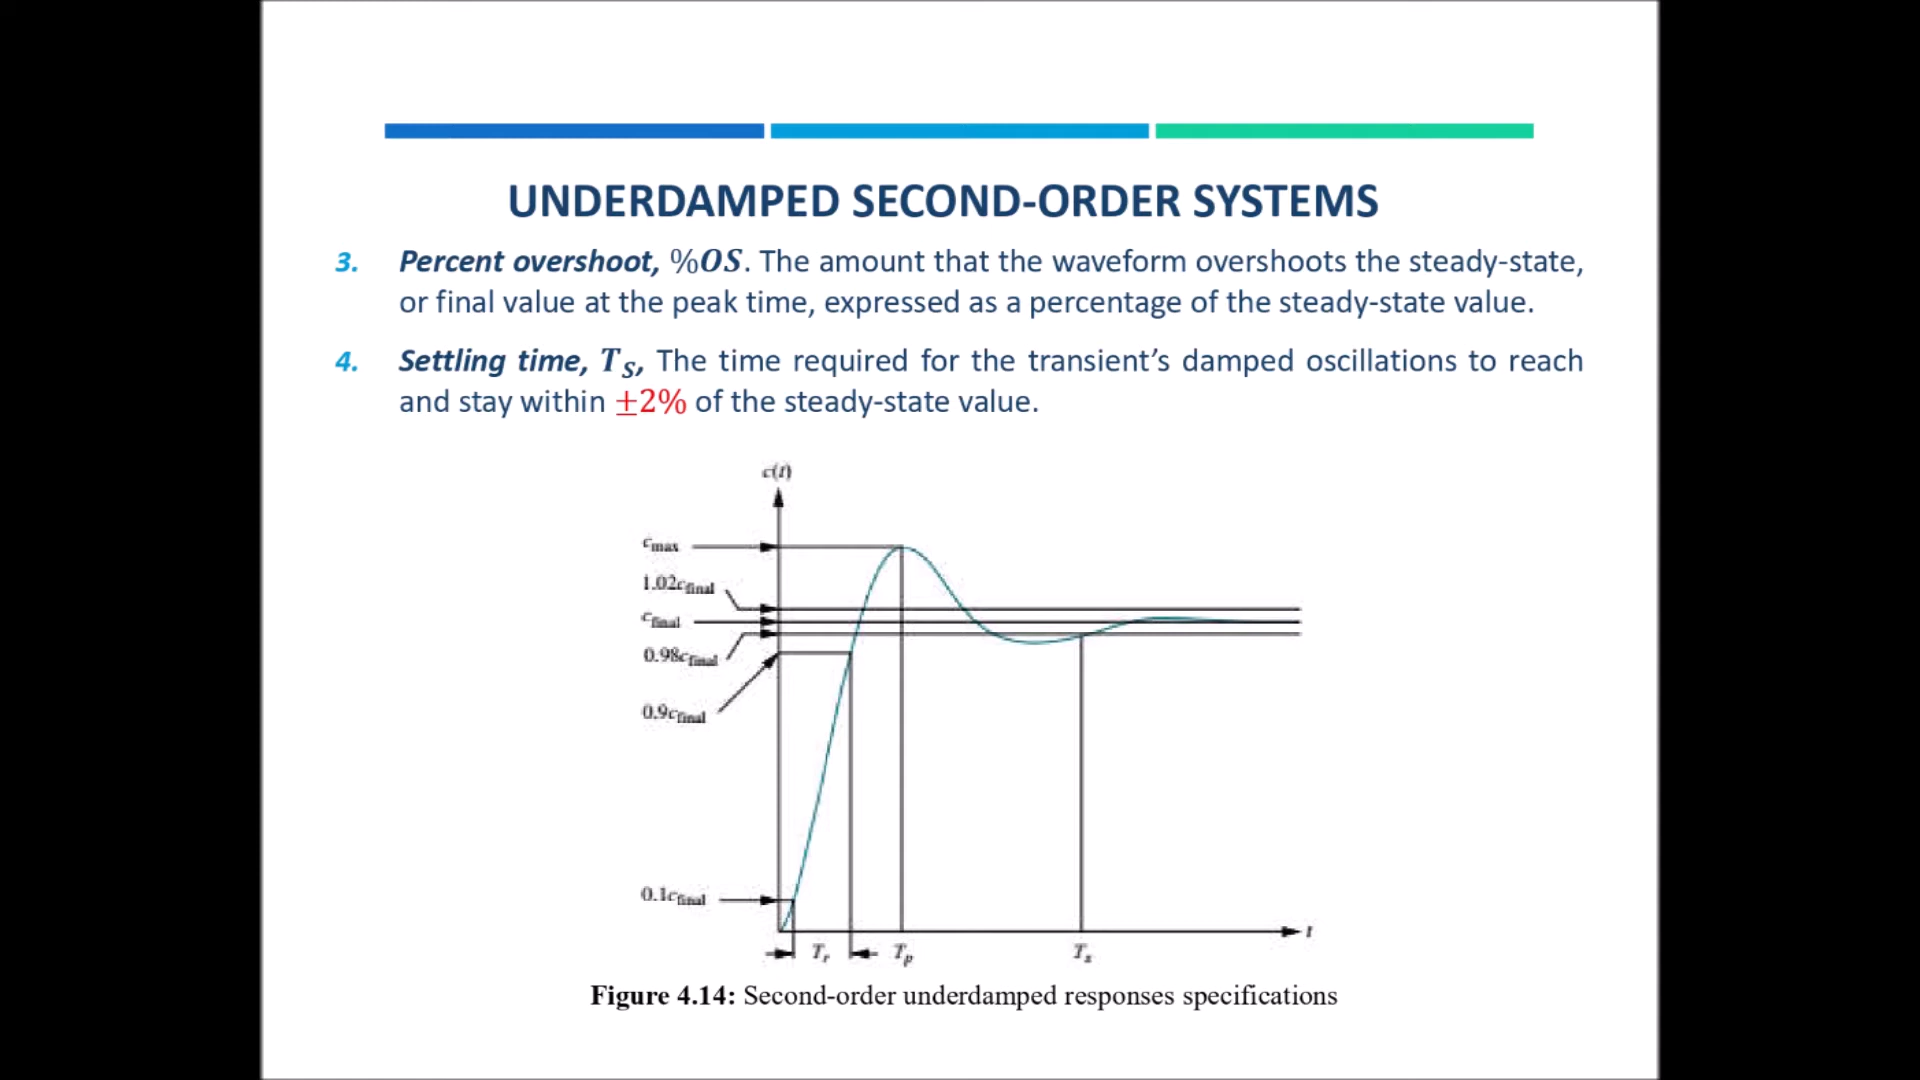 UNDERDAMPED SECOND-ORDER SYSTEMS
3. Percent overshoot, %OS. The amount that the waveform overshoots the steady-state,
or final value at the peak time, expressed as a percentage of the steady-state value.
4. Settling time, T_S, The time required for the transient’s damped oscillations to reach
and stay within ±2% of the steady-state value.
c(t)
c_max
1.02c_final
c_final
0.98c_final
0.9c_final
0.1c_final
t
T_r T_p T_s
Figure 4.14: Second-order underdamped responses specifications